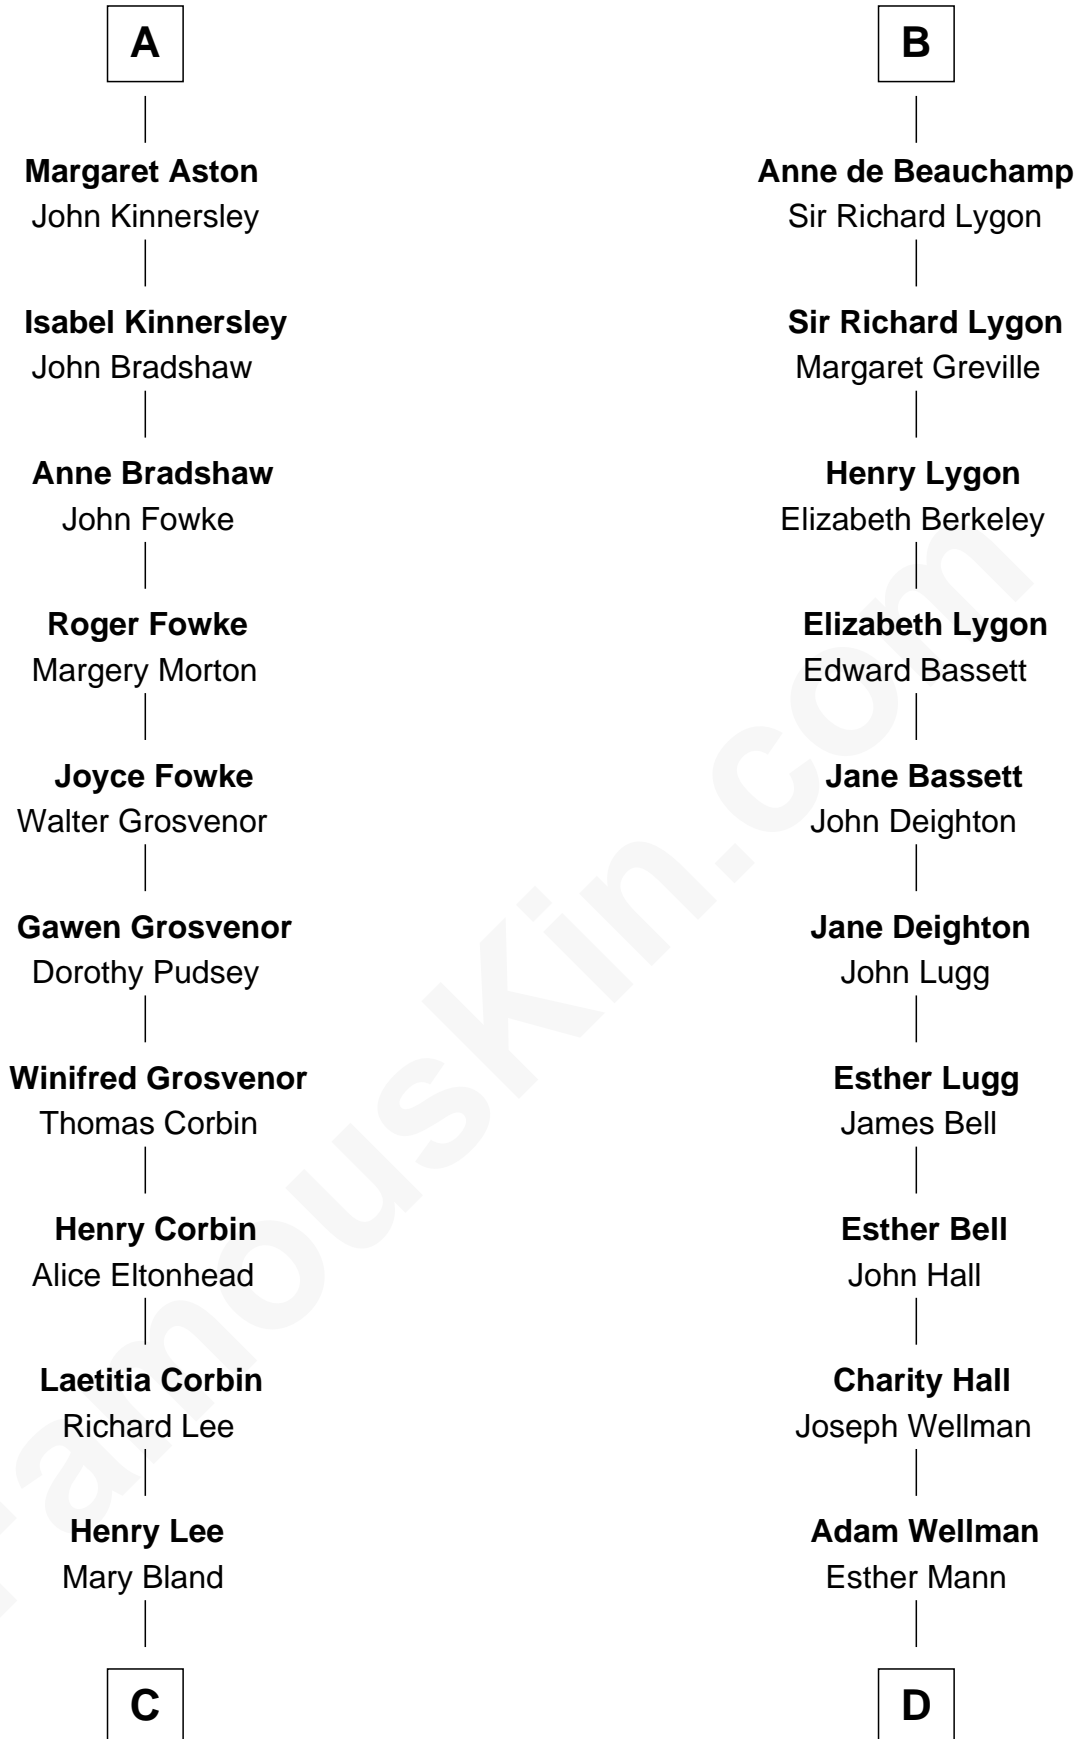 A
Margaret Aston
John Kinnersley
Isabel Kinnersley
John Bradshaw
Anne Bradshaw
John Fowke
Roger Fowke
Margery Morton
Joyce Fowke
Walter Grosvenor
Gawen Grosvenor
Dorothy Pudsey
Winifred Grosvenor
Thomas Corbin
Henry Corbin
Alice Eltonhead
Laetitia Corbin
Richard Lee
Henry Lee
Mary Bland
C
B
Anne de Beauchamp
Sir Richard Lygon
Sir Richard Lygon
Margaret Greville
Henry Lygon
Elizabeth Berkeley
Elizabeth Lygon
Edward Bassett
Jane Bassett
John Deighton
Jane Deighton
John Lugg
Esther Lugg
James Bell
Esther Bell
John Hall
Charity Hall
Joseph Wellman
Adam Wellman
Esther Mann
D
FamousKin.com